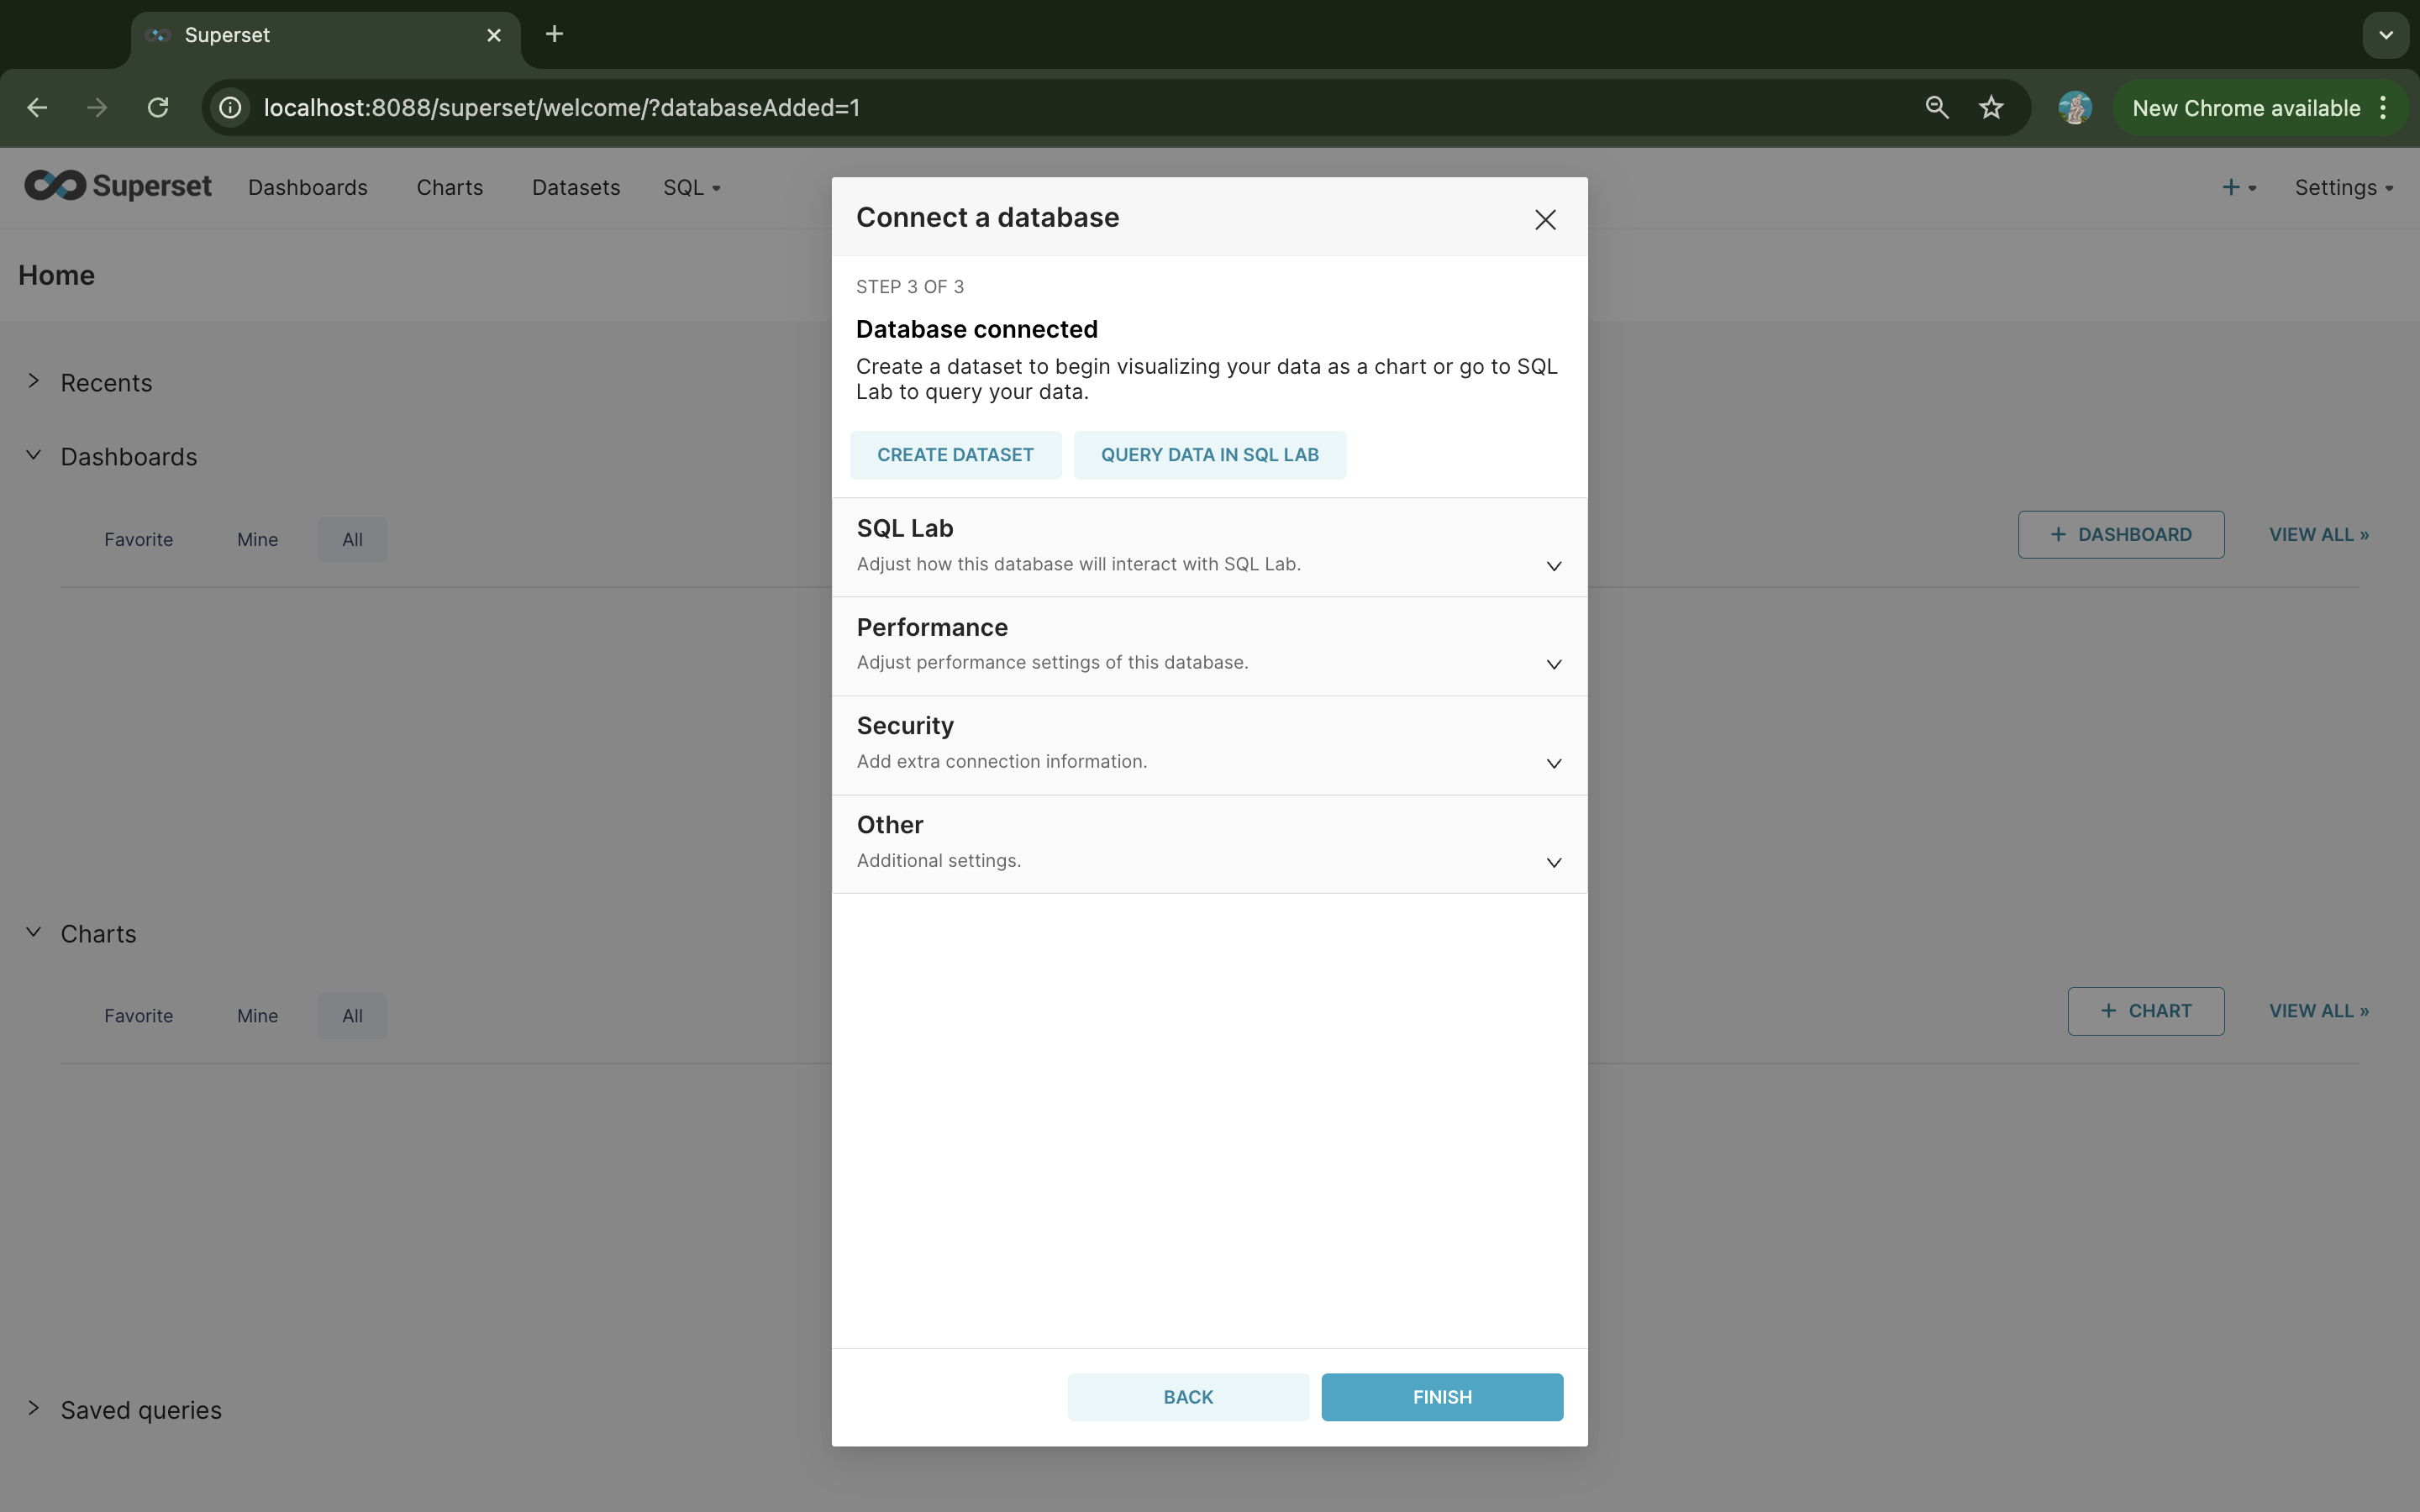 Superset
localhost:8088/superset/welcome/?databaseAdded=1
New Chrome available
Superset
Dashboards
Charts
Datasets
SQL
Settings
Home
Recents
Dashboards
Favorite
Mine
All
DASHBOARD
VIEW ALL »
Charts
Favorite
Mine
All
CHART
VIEW ALL »
Saved queries
Connect a database
STEP 3 OF 3
Database connected
Create a dataset to begin visualizing your data as a chart or go to SQL
Lab to query your data.
CREATE DATASET
QUERY DATA IN SQL LAB
SQL Lab
Adjust how this database will interact with SQL Lab.
Performance
Adjust performance settings of this database.
Security
Add extra connection information.
Other
Additional settings.
BACK
FINISH